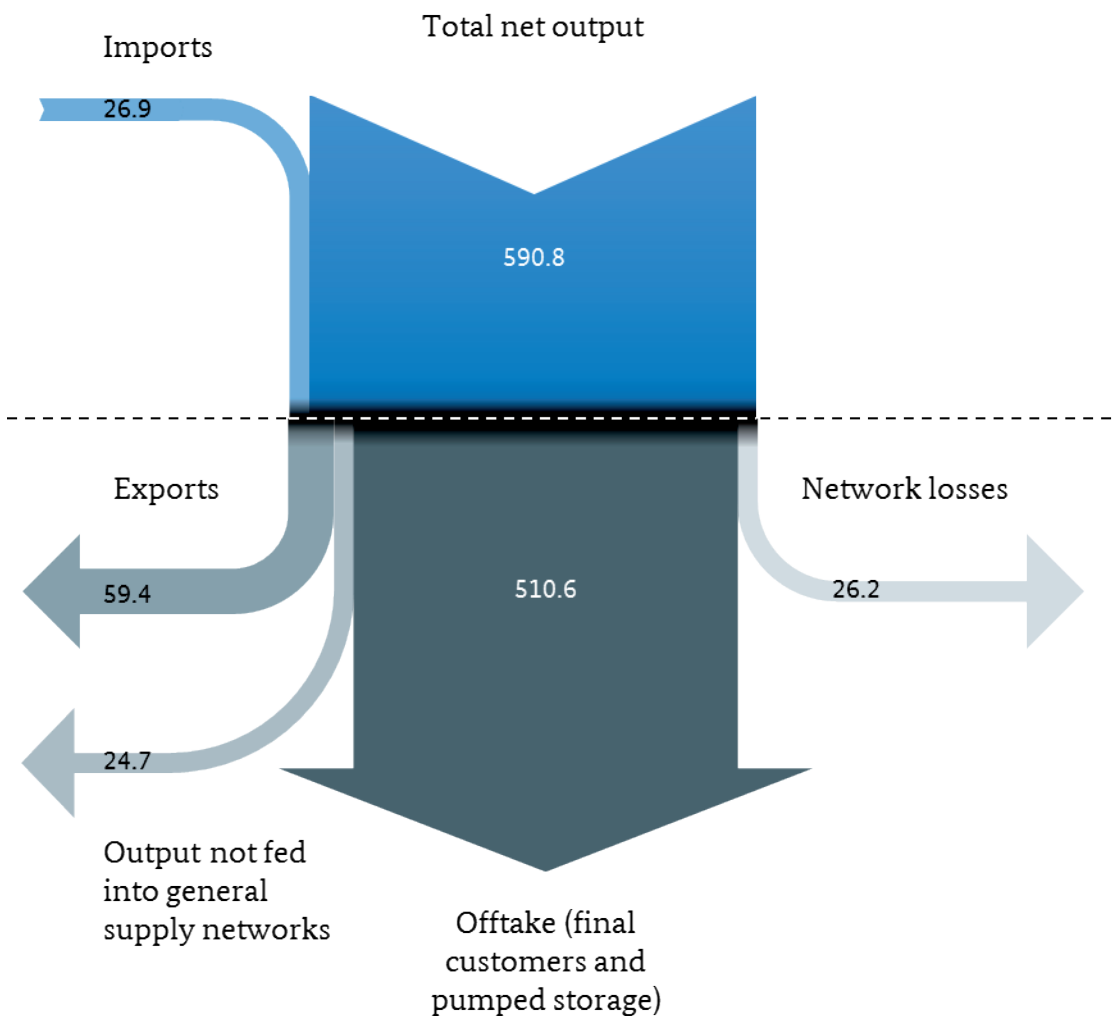 Total net output
Imports
26.9
590.8
Exports
Network losses
59.4
510.6
26.2
24.7
Output not fed
into general
supply networks
Offtake (final
customers and
pumped storage)